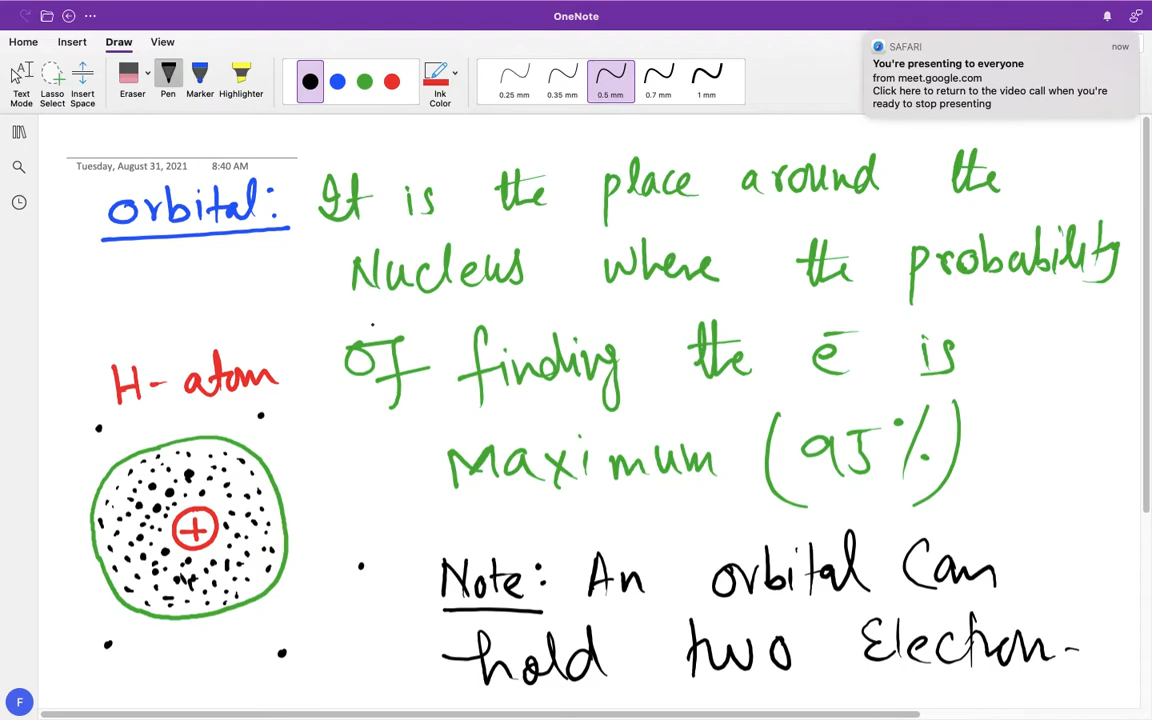 OneNote
Home Insert Draw View
SAFARI now
You're presenting to everyone
from meet.google.com
Click here to return to the video call when you're
ready to stop presenting
Text Mode
Lasso Select
Insert Space
Eraser
Pen
Marker
Highlighter
Ink Color
0.25 mm 0.35 mm 0.5 mm 0.7 mm 1 mm
Tuesday, August 31, 2021 8:40 AM
orbital: It is the place around the
Nucleus where the probability
Of finding the e⁻ is
Maximum (95%)
H-atom
+
Note: An orbital Can
hold two Electron-
F